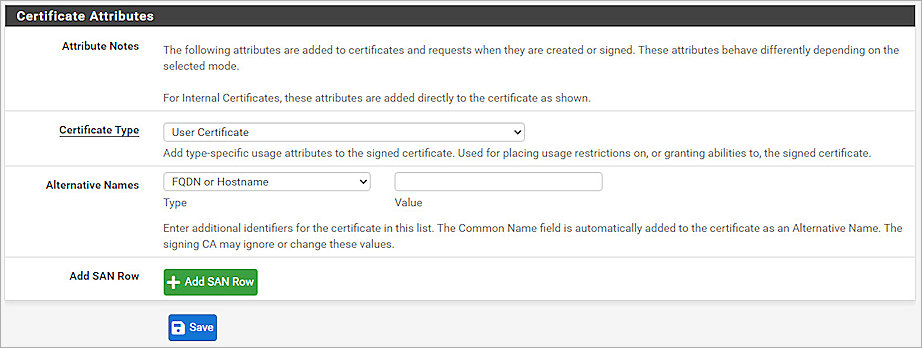 Certificate Attributes
Attribute Notes
The following attributes are added to certificates and requests when they are created or signed. These attributes behave differently depending on the
selected mode.
For Internal Certificates, these attributes are added directly to the certificate as shown.
Certificate Type
User Certificate
Add type-specific usage attributes to the signed certificate. Used for placing usage restrictions on, or granting abilities to, the signed certificate.
Alternative Names
FQDN or Hostname
Type
Value
Enter additional identifiers for the certificate in this list. The Common Name field is automatically added to the certificate as an Alternative Name. The
signing CA may ignore or change these values.
Add SAN Row
Add SAN Row
Save